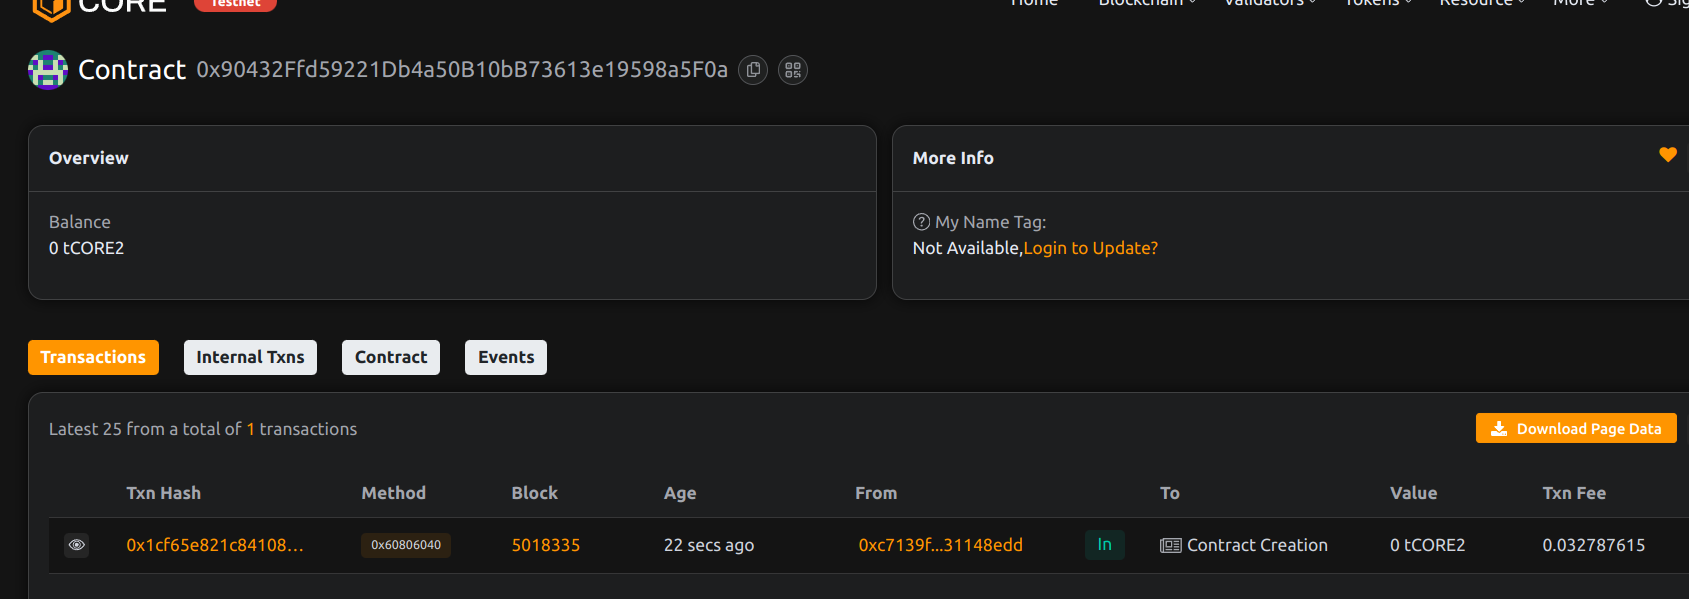 CORE Testnet Home Blockchain Validators Tokens Resource More
Contract 0x90432Ffd59221Db4a50B10bB73613e19598a5F0a
Overview
Balance
0 tCORE2
More Info
My Name Tag:
Not Available,Login to Update?
Transactions Internal Txns Contract Events
Latest 25 from a total of 1 transactions
Download Page Data
Txn Hash Method Block Age From To Value Txn Fee
0x1cf65e821c84108... 0x60806040 5018335 22 secs ago 0xc7139f...31148edd In Contract Creation 0 tCORE2 0.032787615